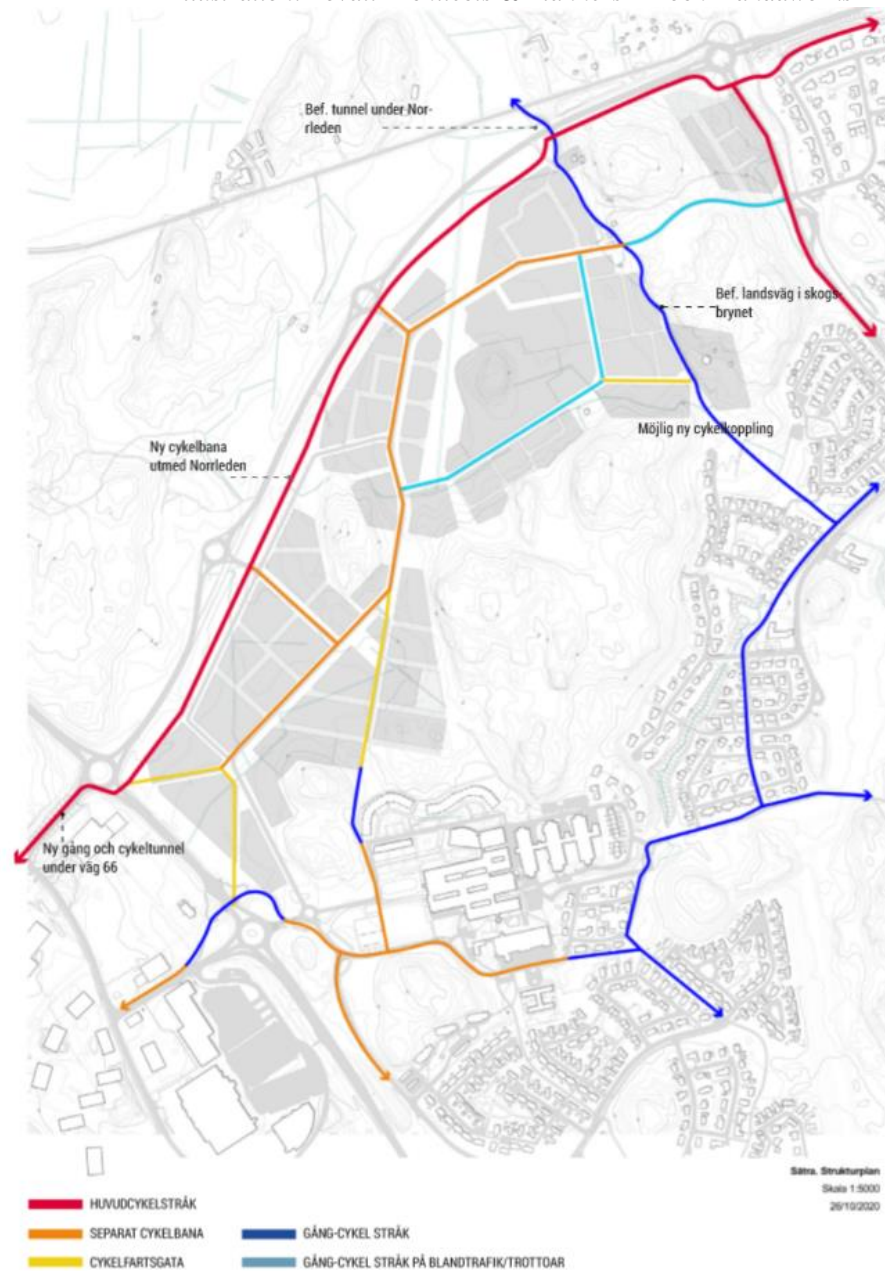 Bef. tunnel under Nor-
rleden
Bef. landsväg i skogs-
brynet
Möjlig ny cykelkoppling
Ny cykelbana
utmed Norrleden
Ny gång och cykeltunnel
under väg 66
Sätra. Strukturplan
Skala 1:5000
26/10/2020
HUVUDCYKELSTRÅK
SEPARAT CYKELBANA
GÅNG-CYKEL STRÅK
CYKELFARTSGATA
GÅNG-CYKEL STRÅK PÅ BLANDTRAFIK/TROTTOAR